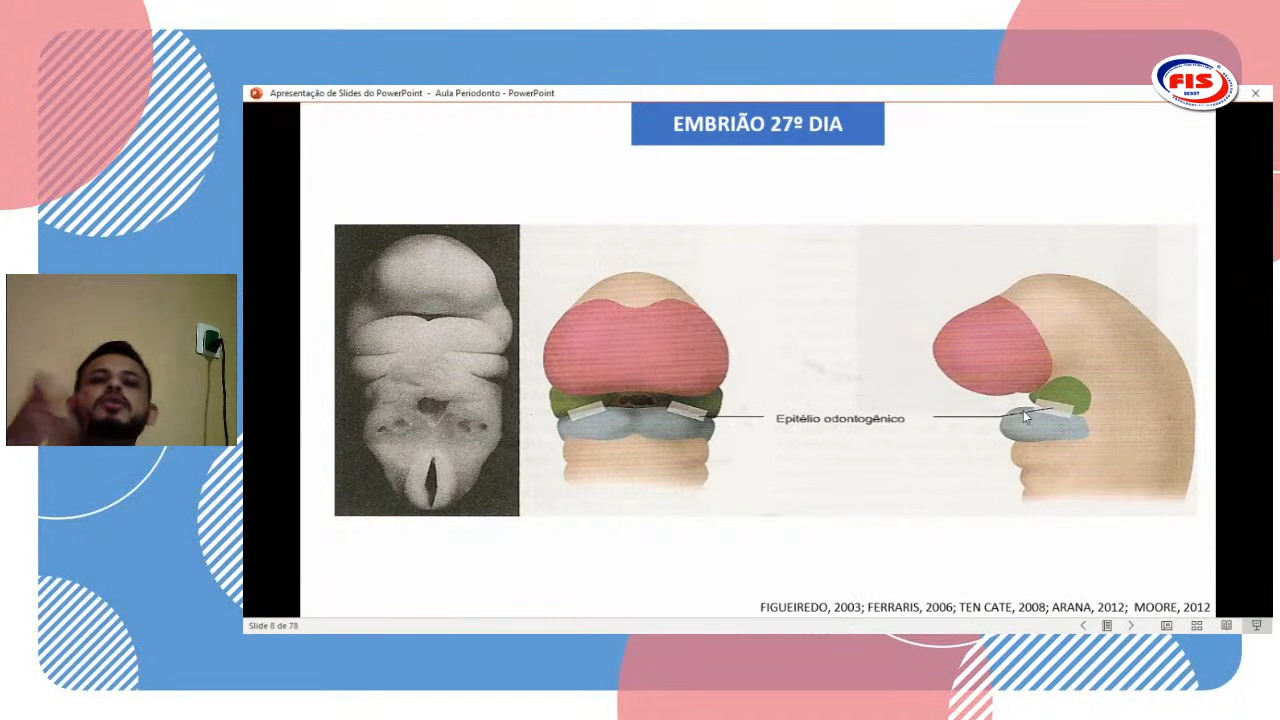 FIS
SESST
Apresentação de Slides do PowerPoint - Aula Periodonto - PowerPoint
EMBRIÃO 27º DIA
Epitélio odontogênico
FIGUEIREDO, 2003; FERRARIS, 2006; TEN CATE, 2008; ARANA, 2012; MOORE, 2012
Slide 8 de 78